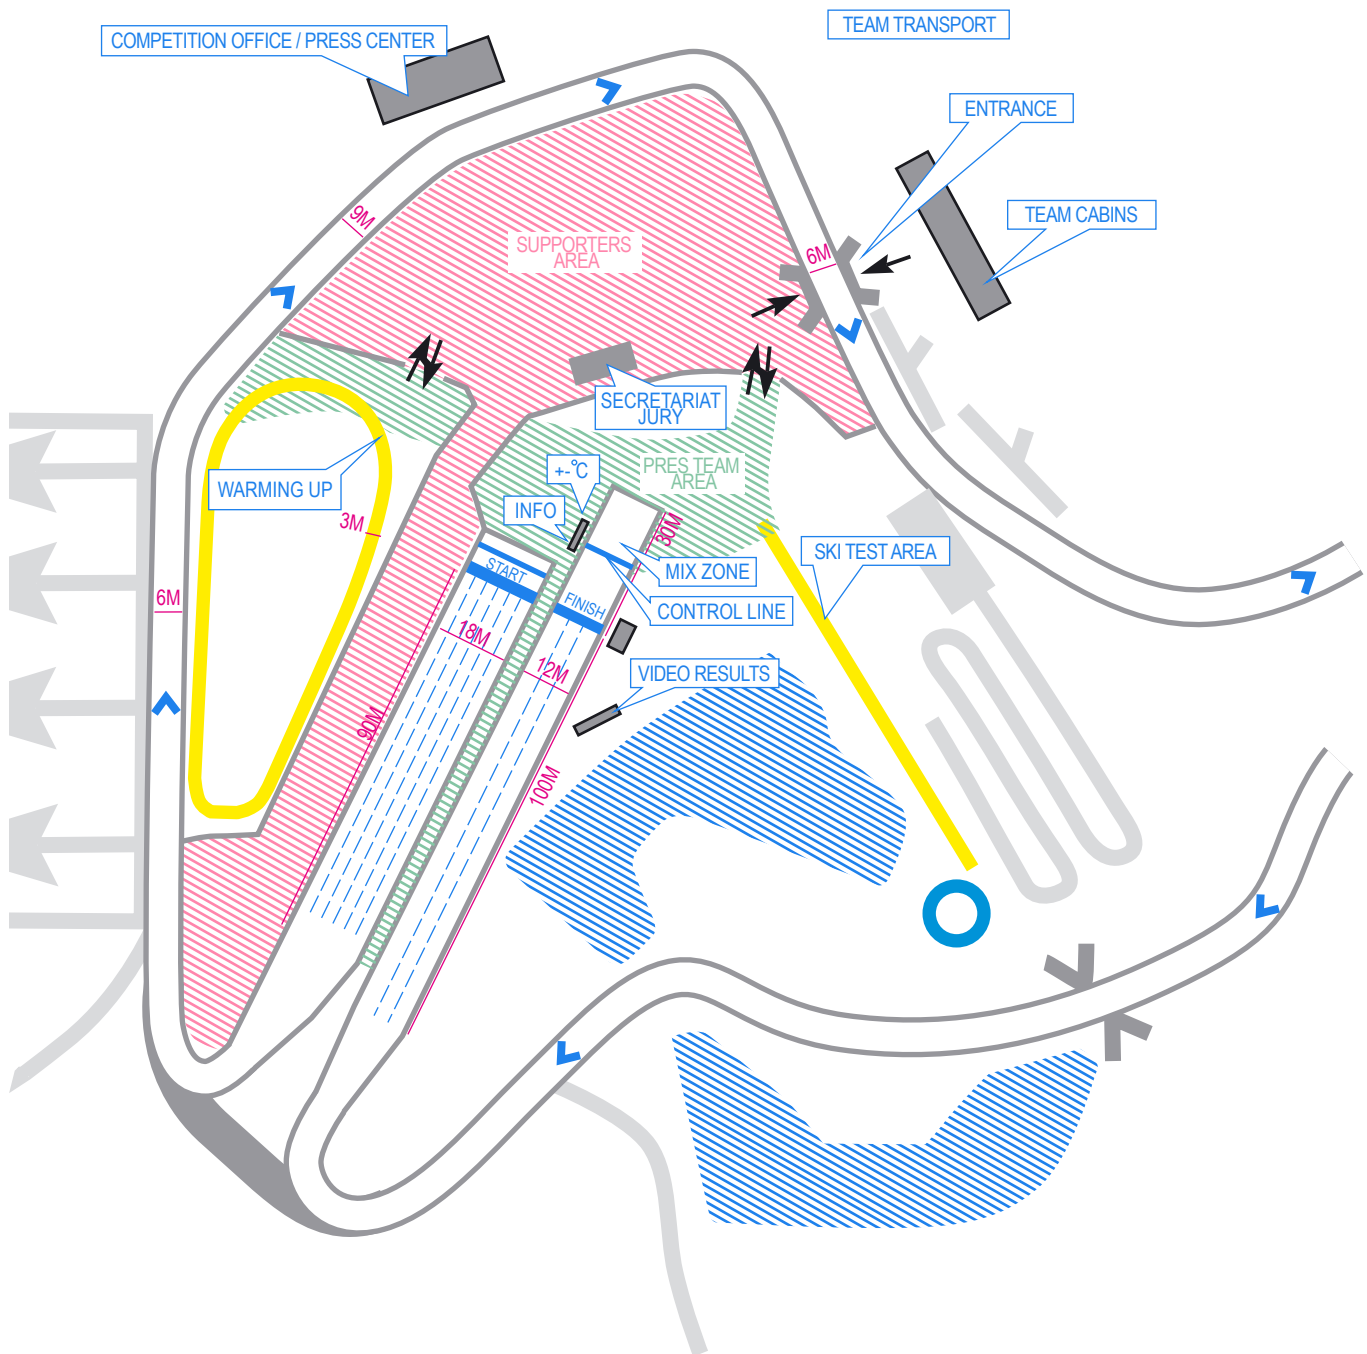 TEAM TRANSPORT
COMPETITION OFFICE / PRESS CENTER
ENTRANCE
TEAM CABINS
9M
SUPPORTERS
AREA
6M
SECRETARIAT
JURY
+-°C
PRES TEAM
AREA
WARMING UP
INFO
3M
30M
SKI TEST AREA
START
MIX ZONE
6M
FINISH
CONTROL LINE
18M
12M
VIDEO RESULTS
90M
100M